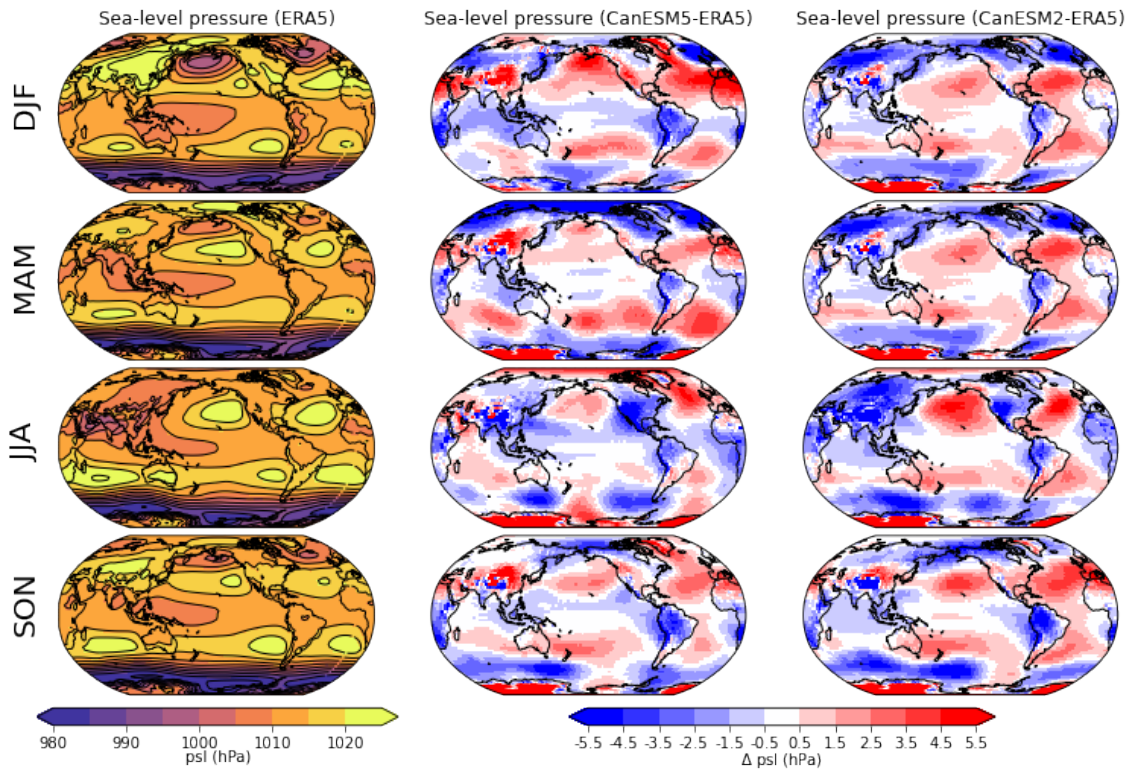 Sea-level pressure (ERA5)
Sea-level pressure (CanESM5-ERA5)
Sea-level pressure (CanESM2-ERA5)
DJF
MAM
JJA
SON
980 990 1000 1010 1020
psl (hPa)
-5.5 -4.5 -3.5 -2.5 -1.5 -0.5 0.5 1.5 2.5 3.5 4.5 5.5
Δ psl (hPa)